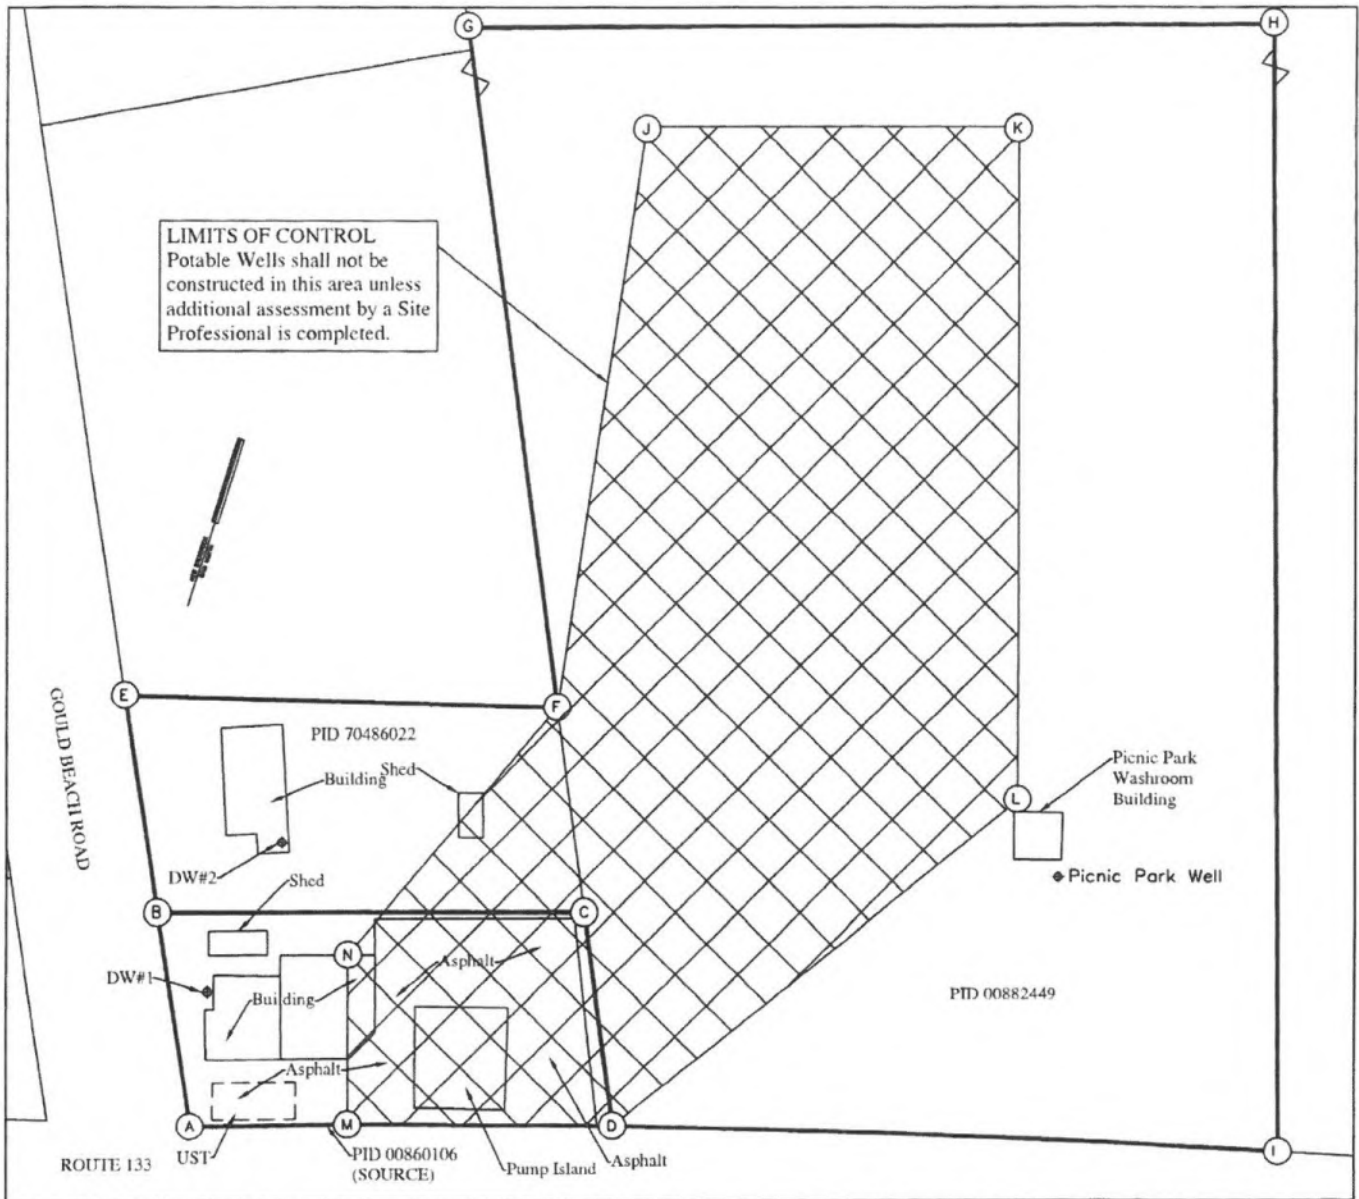 G
H
J
K
LIMITS OF CONTROL
Potable Wells shall not be
constructed in this area unless
additional assessment by a Site
Professional is completed.
E
F
GOULD BEACH ROAD
PID 70486022
Building
Shed
Picnic Park
Washroom
Building
L
DW#2
Shed
Picnic Park Well
B
C
N
Asphalt
DW#1
Building
PID 00882449
Asphalt
A
M
D
I
ROUTE 133
UST
PID 00860106
(SOURCE)
Pump Island
Asphalt